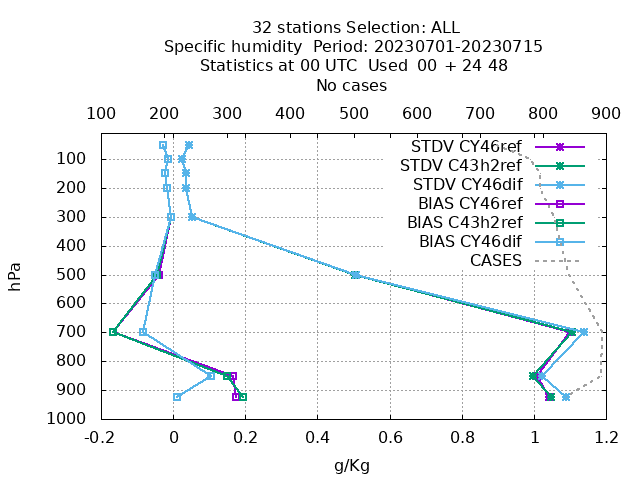 32 stations Selection: ALL
Specific humidity  Period: 20230701-20230715
Statistics at 00 UTC  Used  00 + 24 48
No cases
100 200 300 400 500 600 700 800 900
STDV CY46ref
STDV C43h2ref
STDV CY46dif
BIAS CY46ref
BIAS C43h2ref
BIAS CY46dif
CASES
hPa
100
200
300
400
500
600
700
800
900
1000
-0.2 0 0.2 0.4 0.6 0.8 1 1.2
g/Kg